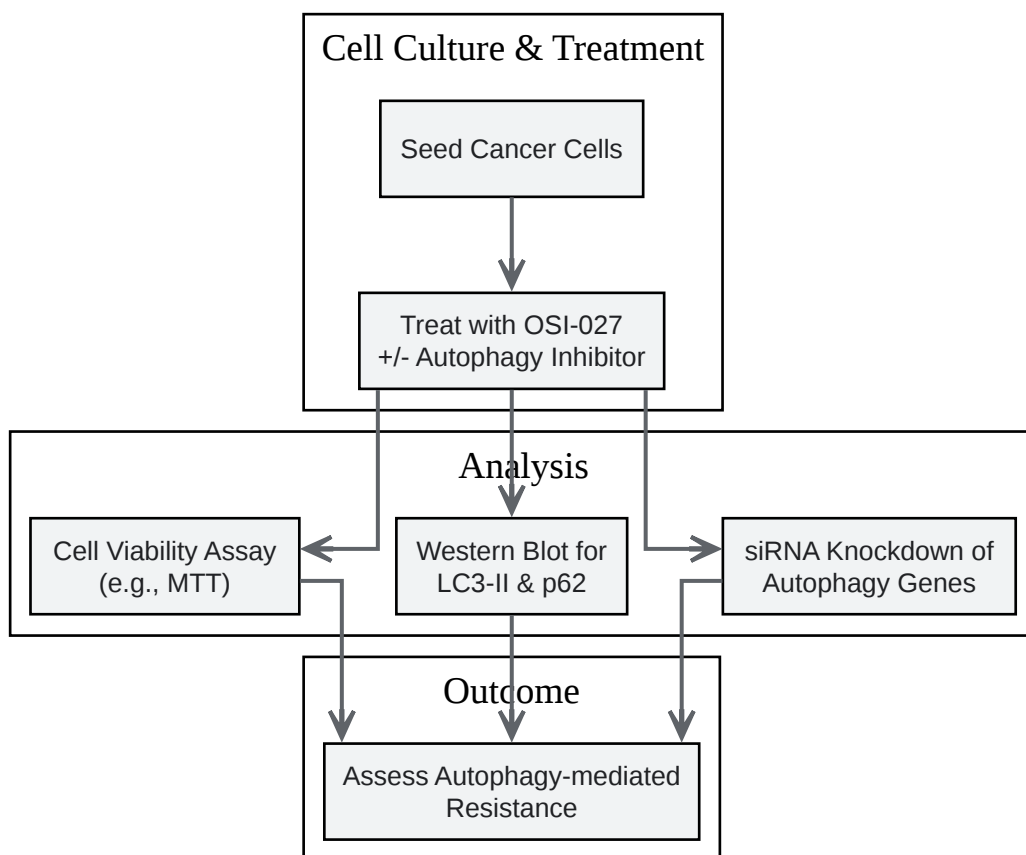 Cell Culture & Treatment
Seed Cancer Cells
Treat with OSI-027
+/- Autophagy Inhibitor
Analysis
Cell Viability Assay
(e.g., MTT)
Western Blot for
LC3-II & p62
siRNA Knockdown of
Autophagy Genes
Outcome
Assess Autophagy-mediated
Resistance